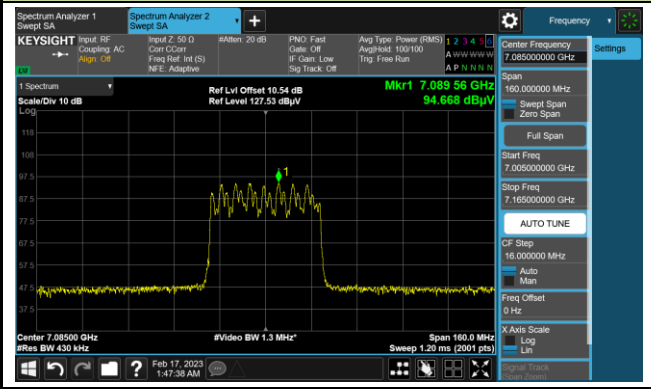 Spectrum Analyzer 1
Swept SA
Spectrum Analyzer 2
Swept SA
Frequency
KEYSIGHT
Input: RF
Coupling: AC
Align: Off
Input Z: 50 Ω
Corr CCorr
Freq Ref: Int (S)
NFE: Adaptive
#Atten: 20 dB
PNO: Fast
Gate: Off
IF Gain: Low
Sig Track: Off
Avg Type: Power (RMS)
Avg|Hold: 100/100
Trig: Free Run
1 2 3 4 5 6
A W W W W W
A P N N N N
1 Spectrum
Scale/Div 10 dB
Log
Ref Lvl Offset 10.54 dB
Ref Level 127.53 dBµV
Mkr1 7.089 56 GHz
94.668 dBµV
118
108
97.5
87.5
77.5
67.5
57.5
47.5
37.5
1
Center 7.08500 GHz
#Res BW 430 kHz
#Video BW 1.3 MHz*
Span 160.0 MHz
Sweep 1.20 ms (2001 pts)
Feb 17, 2023
1:47:38 AM
Center Frequency
7.085000000 GHz
Settings
Span
160.000000 MHz
Swept Span
Zero Span
Full Span
Start Freq
7.005000000 GHz
Stop Freq
7.165000000 GHz
AUTO TUNE
CF Step
16.000000 MHz
Auto
Man
Freq Offset
0 Hz
X Axis Scale
Log
Lin
Signal Track
(Span Zoom)